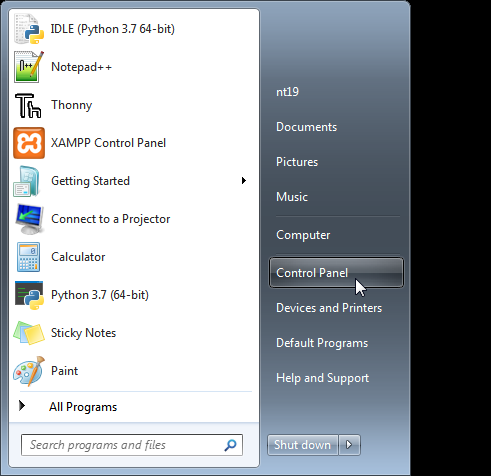 IDLE (Python 3.7 64-bit)
Notepad++
Thonny
XAMPP Control Panel
Getting Started
Connect to a Projector
Calculator
Python 3.7 (64-bit)
Sticky Notes
Paint
All Programs
Search programs and files
nt19
Documents
Pictures
Music
Computer
Control Panel
Devices and Printers
Default Programs
Help and Support
Shut down